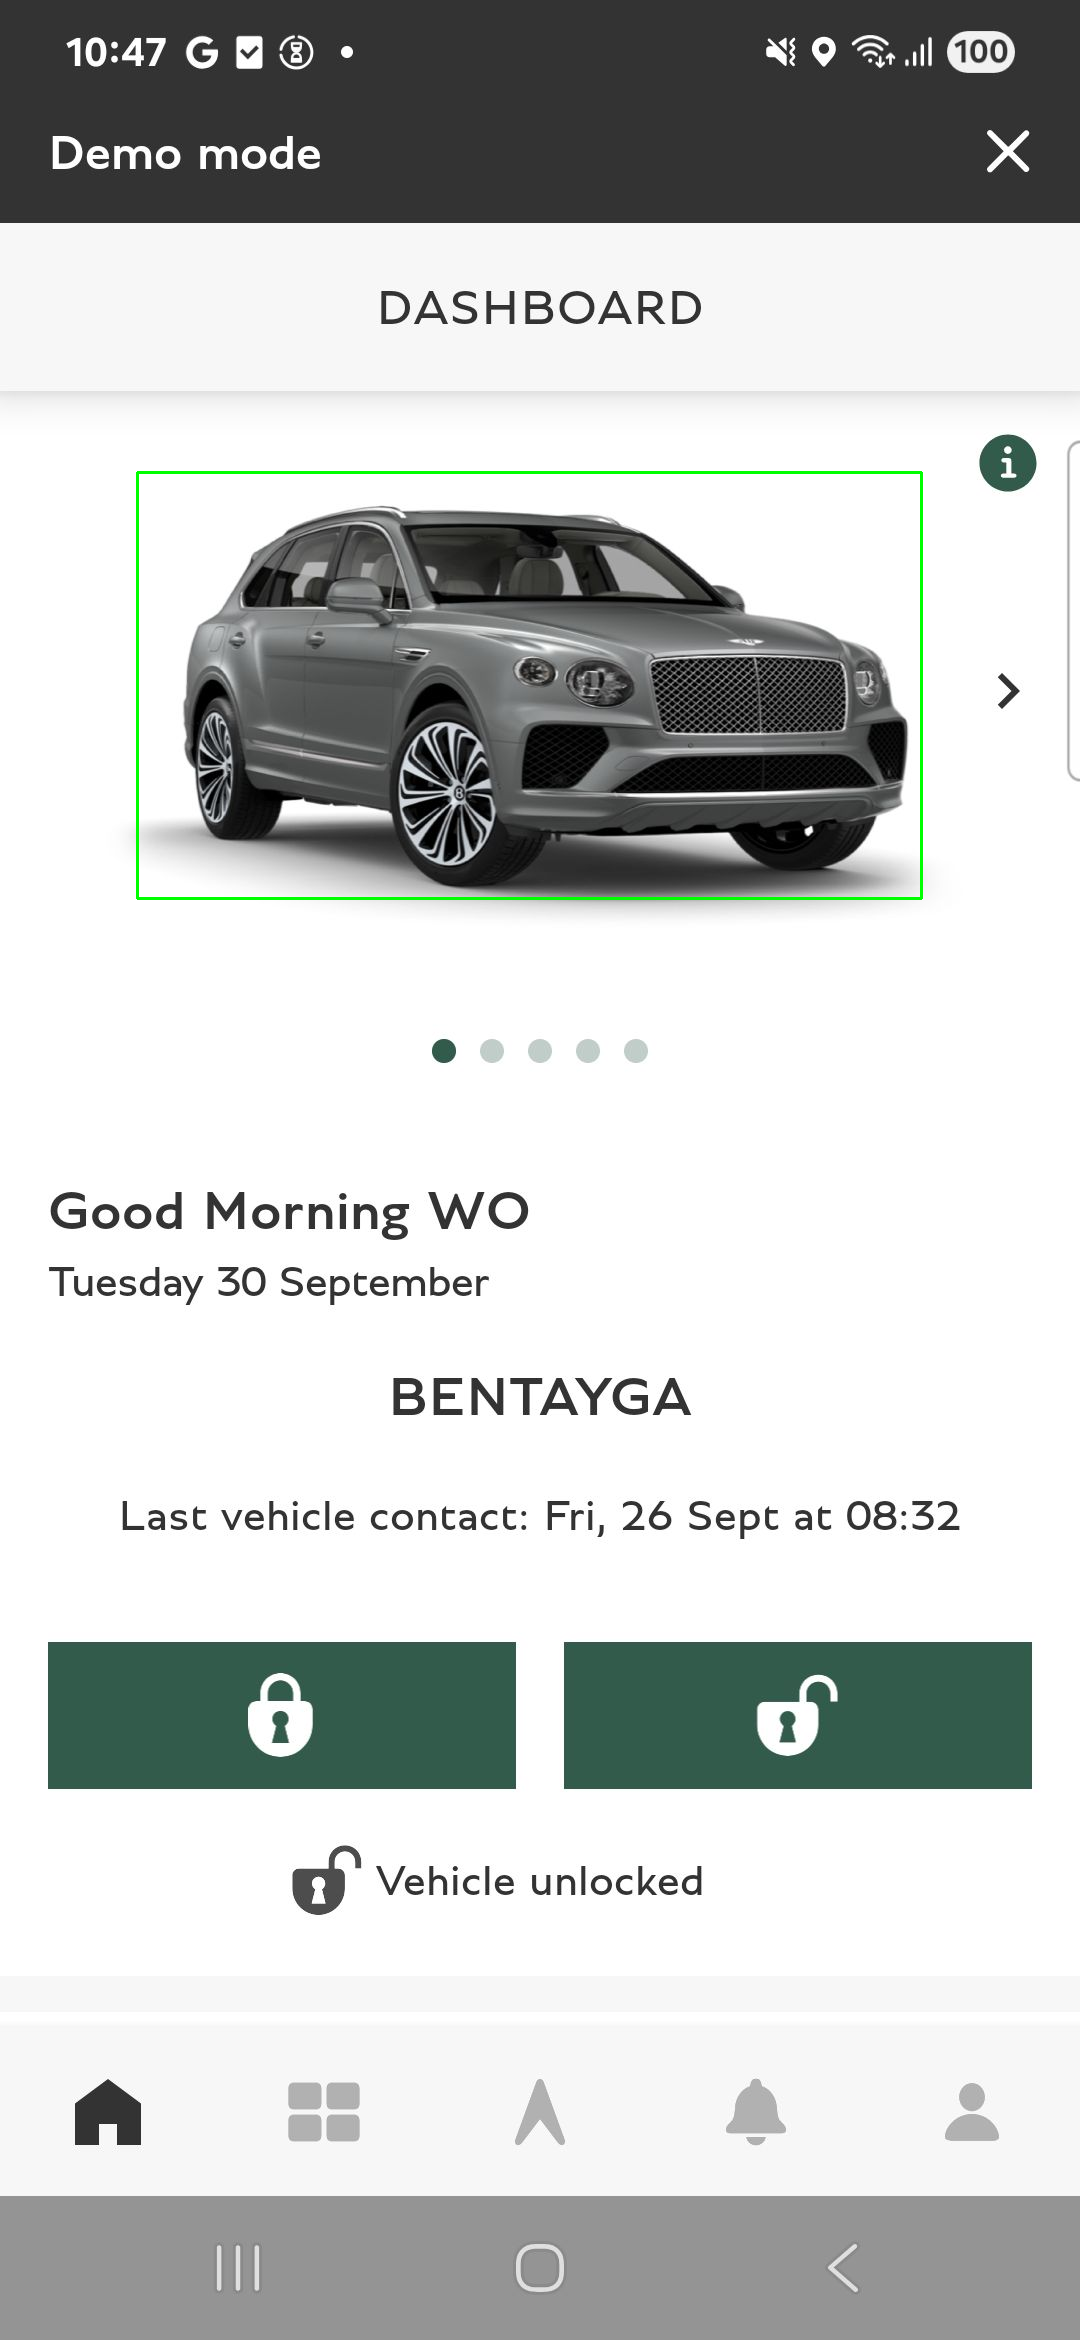 10:47
100
Demo mode
DASHBOARD
Good Morning WO
Tuesday 30 September
BENTAYGA
Last vehicle contact: Fri, 26 Sept at 08:32
Vehicle unlocked